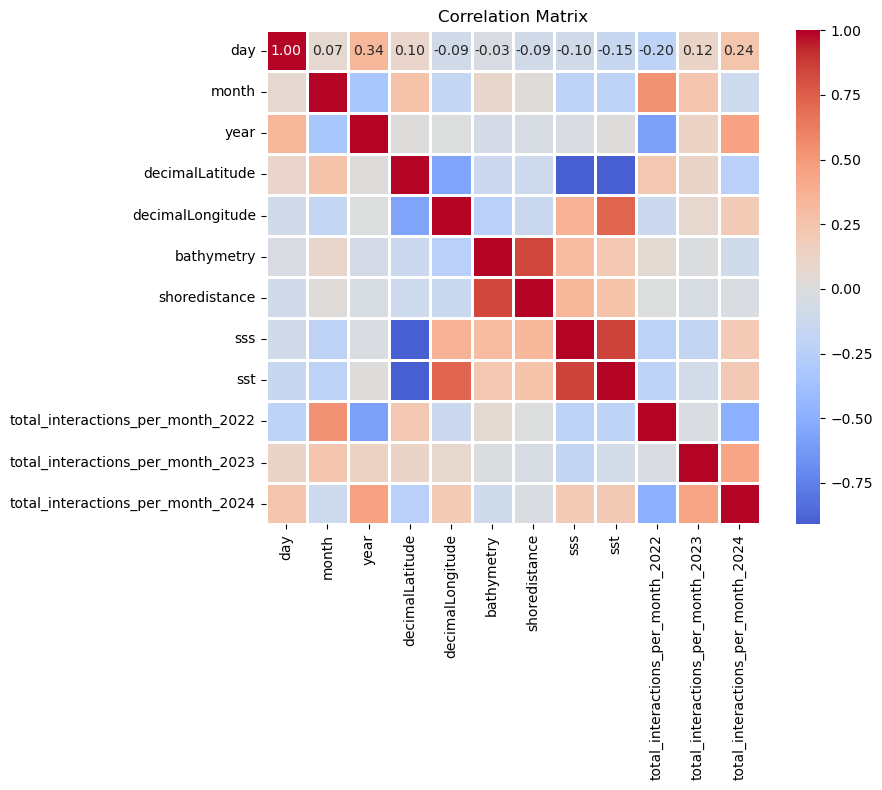 Correlation Matrix
day 1.00 0.07 0.34 0.10 -0.09 -0.03 -0.09 -0.10 -0.15 -0.20 0.12 0.24
month
year
decimalLatitude
decimalLongitude
bathymetry
shoredistance
sss
sst
total_interactions_per_month_2022
total_interactions_per_month_2023
total_interactions_per_month_2024
day
month
year
decimalLatitude
decimalLongitude
bathymetry
shoredistance
sss
sst
total_interactions_per_month_2022
total_interactions_per_month_2023
total_interactions_per_month_2024
1.00
0.75
0.50
0.25
0.00
−0.25
−0.50
−0.75